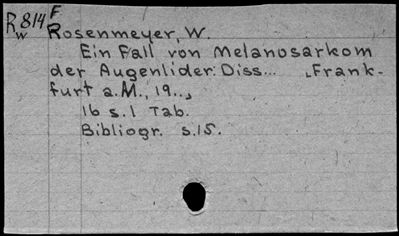 R 814 F
W
Rosenmeyer, W.
Ein Fall von Melanosarkom
der Augenlider: Diss... , Frank-
furt a.M., 19..,
16 s. 1 Tab.
Bibliogr. s.15.